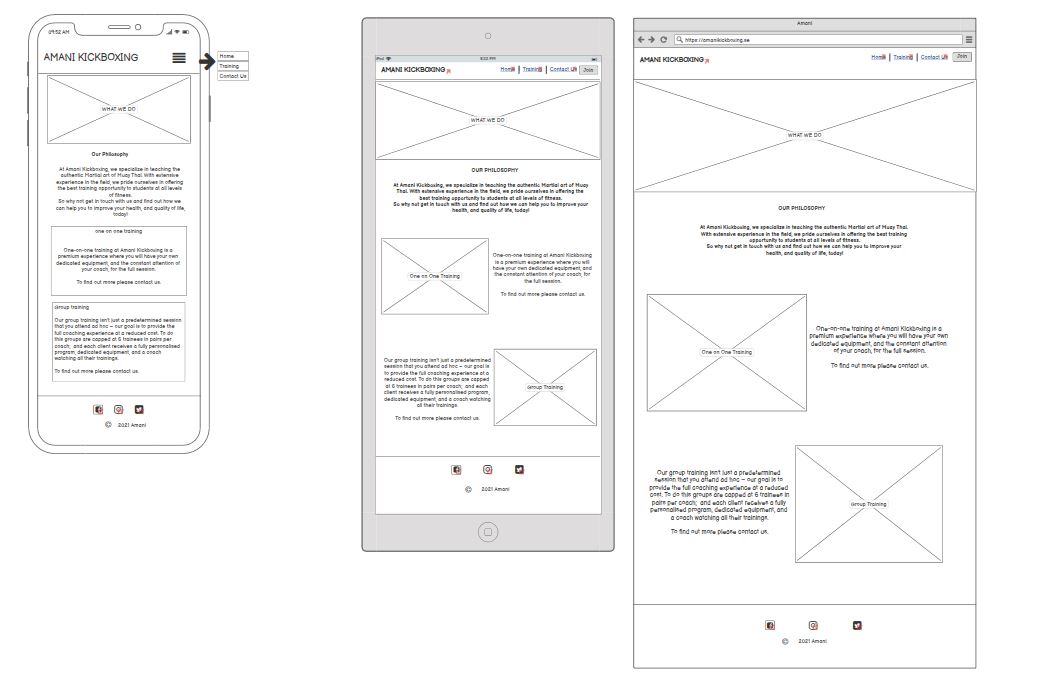 09:52 AM
AMANI KICKBOXING
Home
Training
Contact Us
WHAT WE DO
Our Philosophy
At Amani Kickboxing, we specialize in teaching the
authentic Martial art of Muay Thai. With extensive
experience in the field, we pride ourselves in offering
the best training opportunity to students at all levels
of fitness.
So why not get in touch with us and find out how we
can help you to improve your health, and quality of life,
today!
one on one training
One-on-one training at Amani Kickboxing is a
premium experience where you will have your own
dedicated equipment, and the constant attention of
your coach, for the full session.
To find out more please contact us.
Group training
Our group training isn't just a predetermined session
that you attend ad hoc – our goal is to provide the
full coaching experience at a reduced cost. To do
this groups are capped at 6 trainees in pairs per
coach; and each client receives a fully personalised
program, dedicated equipment, and a coach
watching all their trainings.
To find out more please contact us.
© 2021 Amani
iPad
9:33 PM
AMANI KICKBOXING
Home
Training
Contact Us
Join
WHAT WE DO
OUR PHILOSOPHY
At Amani Kickboxing, we specialize in teaching the authentic Martial art of Muay
Thai. With extensive experience in the field, we pride ourselves in offering the
best training opportunity to students at all levels of fitness.
So why not get in touch with us and find out how we can help you to improve your
health, and quality of life, today!
One on One Training
One-on-one training at Amani Kickboxing
is a premium experience where you will
have your own dedicated equipment, and
the constant attention of your coach, for
the full session.
To find out more please contact us.
Our group training isn't just a predetermined
session that you attend ad hoc – our goal is
to provide the full coaching experience at a
reduced cost. To do this groups are capped
at 6 trainees in pairs per coach; and each
client receives a fully personalised program,
dedicated equipment, and a coach watching
all their trainings.
To find out more please contact us.
Group Training
© 2021 Amani
Amani
https://amanikickboxing.se
AMANI KICKBOXING
Home
Training
Contact Us
Join
WHAT WE DO
OUR PHILOSOPHY
At Amani Kickboxing, we specialize in teaching the authentic Martial art of Muay Thai.
With extensive experience in the field, we pride ourselves in offering the best training
opportunity to students at all levels of fitness.
So why not get in touch with us and find out how we can help you to improve your
health, and quality of life, today!
One on One Training
One-on-one training at Amani Kickboxing is a
premium experience where you will have your own
dedicated equipment, and the constant attention
of your coach, for the full session.
To find out more please contact us.
Our group training isn't just a predetermined
session that you attend ad hoc – our goal is to
provide the full coaching experience at a reduced
cost. To do this groups are capped at 6 trainees in
pairs per coach; and each client receives a fully
personalised program, dedicated equipment, and
a coach watching all their trainings.
To find out more please contact us.
Group Training
© 2021 Amani